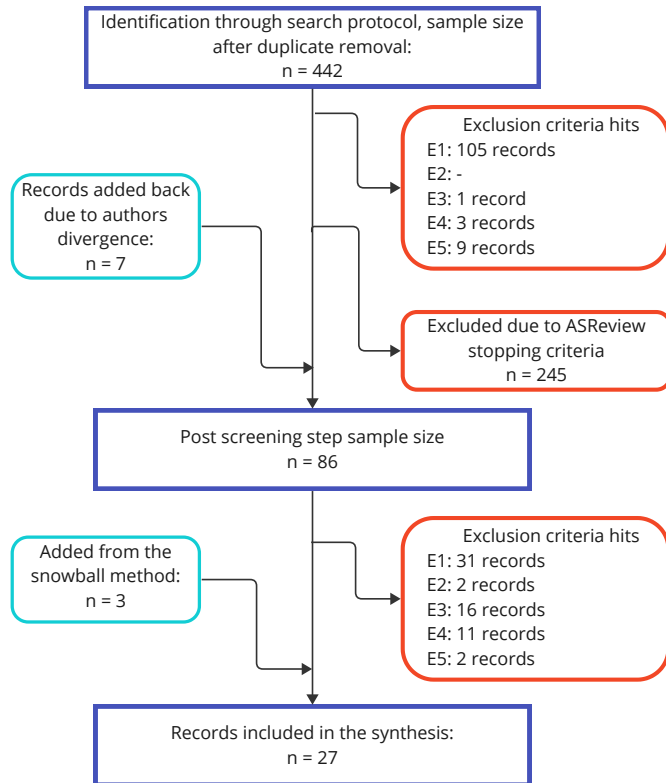 Identification through search protocol, sample size
after duplicate removal:
n = 442
Exclusion criteria hits
E1: 105 records
E2: -
E3: 1 record
E4: 3 records
E5: 9 records
Records added back
due to authors
divergence:
n = 7
Excluded due to ASReview
stopping criteria
n = 245
Post screening step sample size
n = 86
Exclusion criteria hits
E1: 31 records
E2: 2 records
E3: 16 records
E4: 11 records
E5: 2 records
Added from the
snowball method:
n = 3
Records included in the synthesis:
n = 27